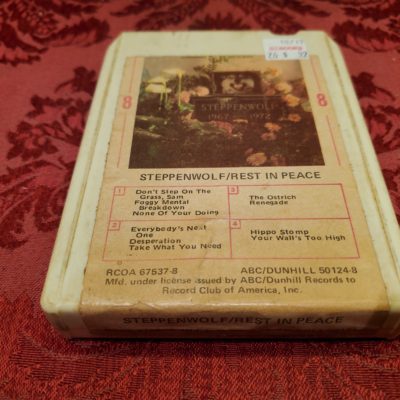 STEPPENWOLF
1967 1972
8
8
STEPPENWOLF/REST IN PEACE
1
Don't Step On The
Grass, Sam
Foggy Mental
Breakdown
None Of Your Doing
3
The Ostrich
Renegade
2
Everybody's Next
One
Desperation
Take What You Need
4
Hippo Stomp
Your Wall's Too High
RCOA 67537-8
ABC/DUNHILL 50124-8
Mfd. under license issued by ABC/Dunhill Records to
Record Club of America, Inc.
STEPPENWOLF/REST IN PEACE